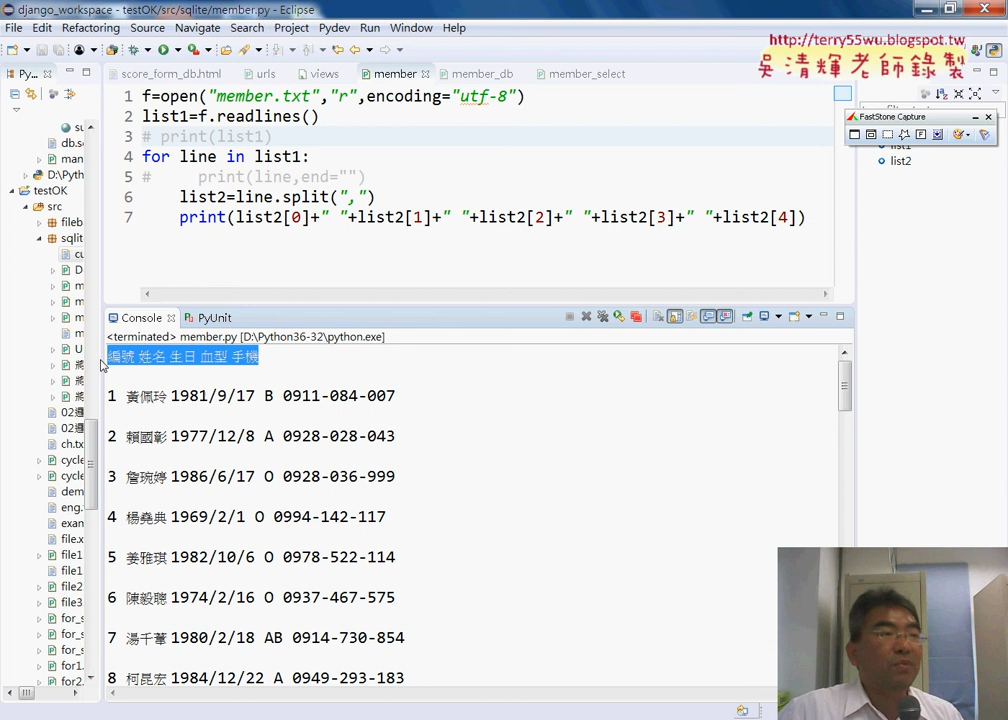 django_workspace - testOK/src/sqlite/member.py - Eclipse
File Edit Refactoring Source Navigate Search Project Pydev Run Window Help
http://terry55wu.blogspot.tw
吳清輝老師錄製
Py...
score_form_db.html urls views member member_db member_select
FastStone Capture
list1
list2
1 f=open("member.txt","r",encoding="utf-8")
2 list1=f.readlines()
3 # print(list1)
4 for line in list1:
5 # print(line,end="")
6 list2=line.split(",")
7 print(list2[0]+" "+list2[1]+" "+list2[2]+" "+list2[3]+" "+list2[4])
su
db.s
man
D:\Pyth
testOK
src
fileb
sqlit
cu
D
m
m
m
m
U
02
02
ch.tx
cycle
cycle
dem
eng.
exan
file.x
file1
file1
file2
file3
for_s
for_s
for_s
for1.
for2.
Console PyUnit
<terminated> member.py [D:\Python36-32\python.exe]
編號 姓名 生日 血型 手機
1 黃佩玲 1981/9/17 B 0911-084-007
2 賴國彰 1977/12/8 A 0928-028-043
3 詹琬婷 1986/6/17 O 0928-036-999
4 楊堯典 1969/2/1 O 0994-142-117
5 姜雅琪 1982/10/6 O 0978-522-114
6 陳毅聰 1974/2/16 O 0937-467-575
7 湯千葦 1980/2/18 AB 0914-730-854
8 柯昆宏 1984/12/22 A 0949-293-183